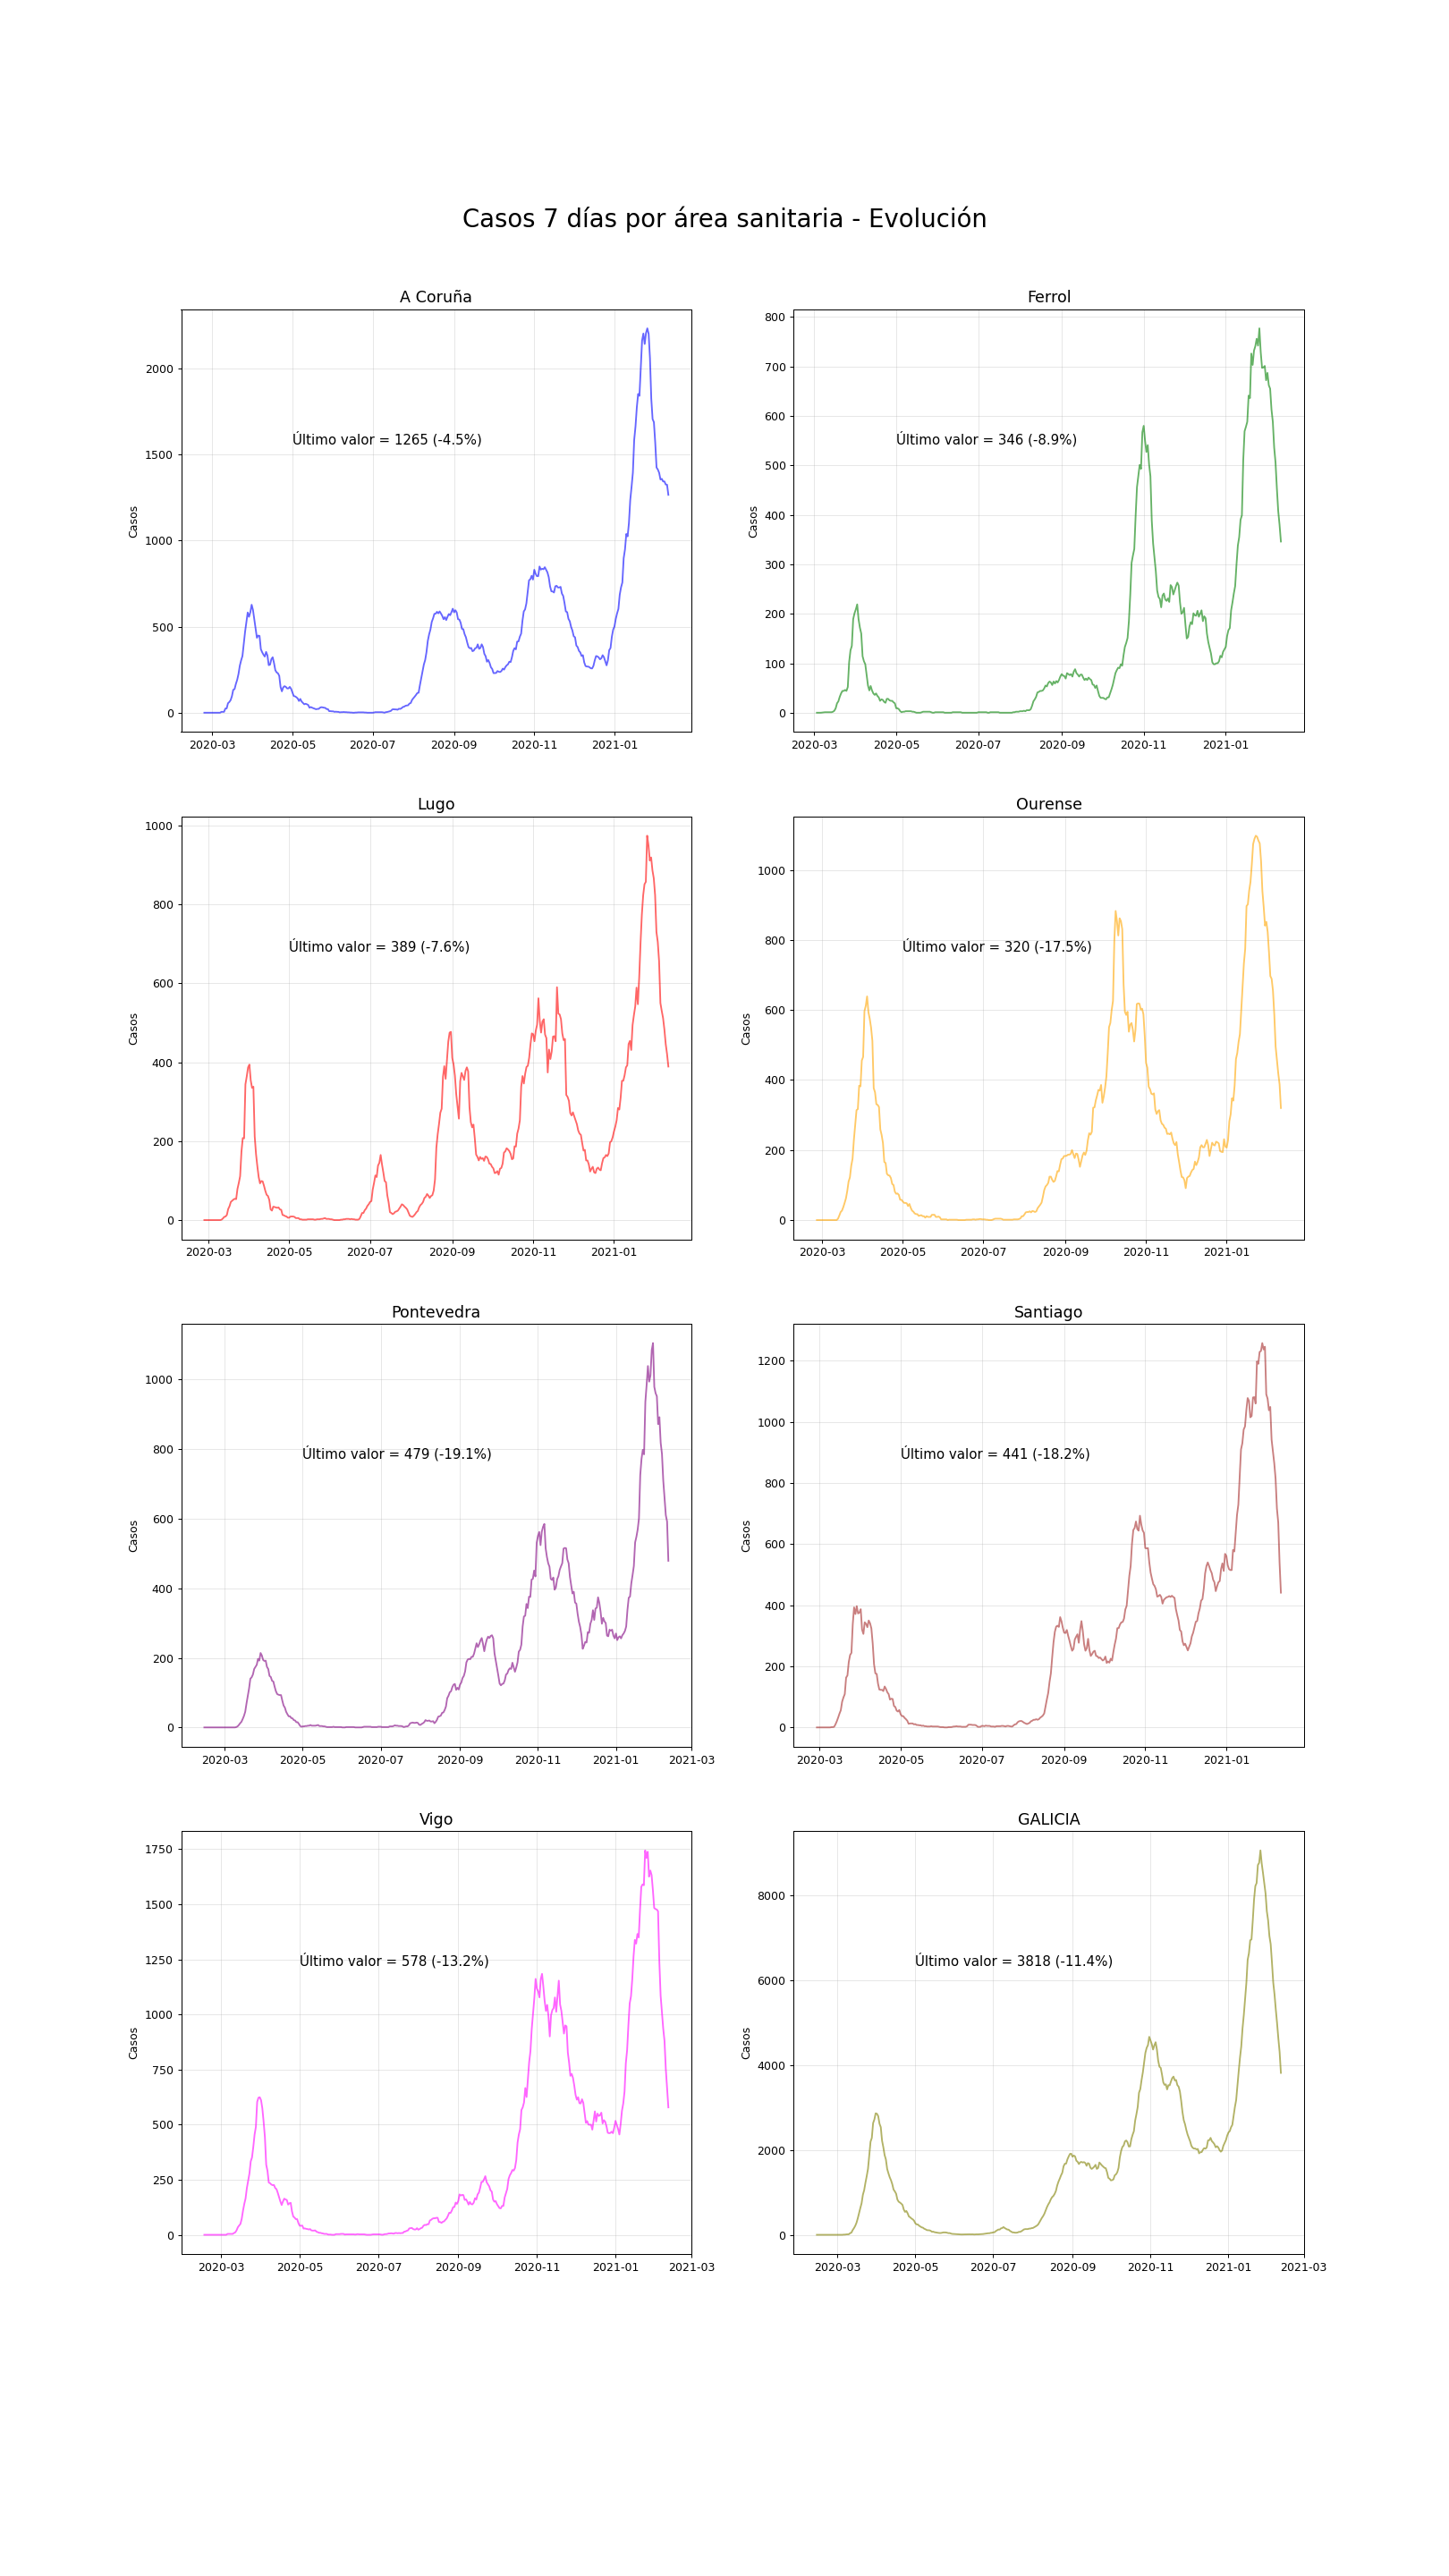 Casos 7 días por área sanitaria - Evolución
A Coruña
2000
1500
1000
500
0
Casos
Último valor = 1265 (-4.5%)
2020-03 2020-05 2020-07 2020-09 2020-11 2021-01
Ferrol
800
700
600
500
400
300
200
100
0
Casos
Último valor = 346 (-8.9%)
2020-03 2020-05 2020-07 2020-09 2020-11 2021-01
Lugo
1000
800
600
400
200
0
Casos
Último valor = 389 (-7.6%)
2020-03 2020-05 2020-07 2020-09 2020-11 2021-01
Ourense
1000
800
600
400
200
0
Casos
Último valor = 320 (-17.5%)
2020-03 2020-05 2020-07 2020-09 2020-11 2021-01
Pontevedra
1000
800
600
400
200
0
Casos
Último valor = 479 (-19.1%)
2020-03 2020-05 2020-07 2020-09 2020-11 2021-01 2021-03
Santiago
1200
1000
800
600
400
200
0
Casos
Último valor = 441 (-18.2%)
2020-03 2020-05 2020-07 2020-09 2020-11 2021-01
Vigo
1750
1500
1250
1000
750
500
250
0
Casos
Último valor = 578 (-13.2%)
2020-03 2020-05 2020-07 2020-09 2020-11 2021-01 2021-03
GALICIA
8000
6000
4000
2000
0
Casos
Último valor = 3818 (-11.4%)
2020-03 2020-05 2020-07 2020-09 2020-11 2021-01 2021-03